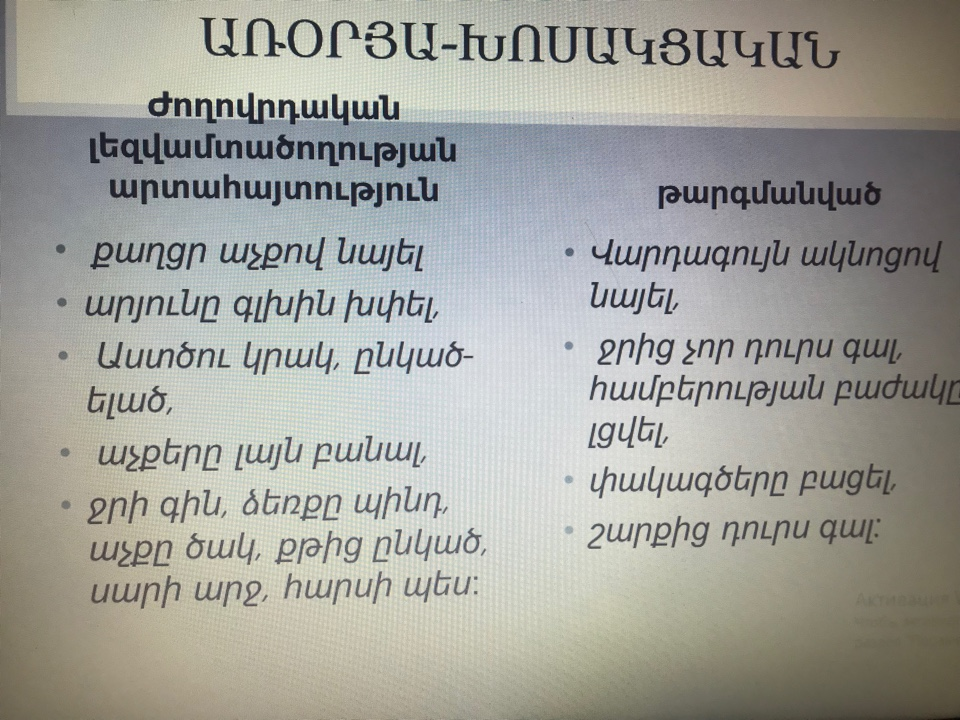 ԱՌՕՐՅԱ-ԽՈՍԱԿՑԱԿԱՆ
Ժողովրդական
լեզվամտածողության
արտահայտություն
• քաղցր աչքով նայել
• արյունը գլխին խփել,
• Աստծու կրակ, ընկած-
ելած,
• աչքերը լայն բանալ,
• ջրի գին, ձեռքը պինդ,
աչքը ծակ, քթից ընկած,
սարի արջ, հարսի պես:
թարգմանված
• Վարդագույն ակնոցով
նայել,
• ջրից չոր դուրս գալ,
համբերության բաժակը
լցվել,
• փակագծերը բացել,
• շարքից դուրս գալ: